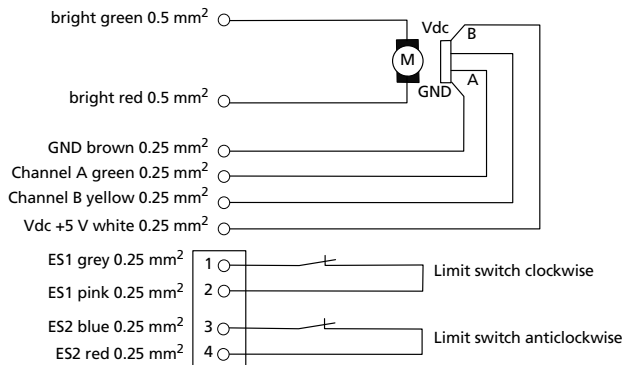 bright green 0.5 mm²
Vdc
B
M
bright red 0.5 mm²
GND
A
GND brown 0.25 mm²
Channel A green 0.25 mm²
Channel B yellow 0.25 mm²
Vdc +5 V white 0.25 mm²
ES1 grey 0.25 mm²
1
Limit switch clockwise
ES1 pink 0.25 mm²
2
ES2 blue 0.25 mm²
3
Limit switch anticlockwise
ES2 red 0.25 mm²
4